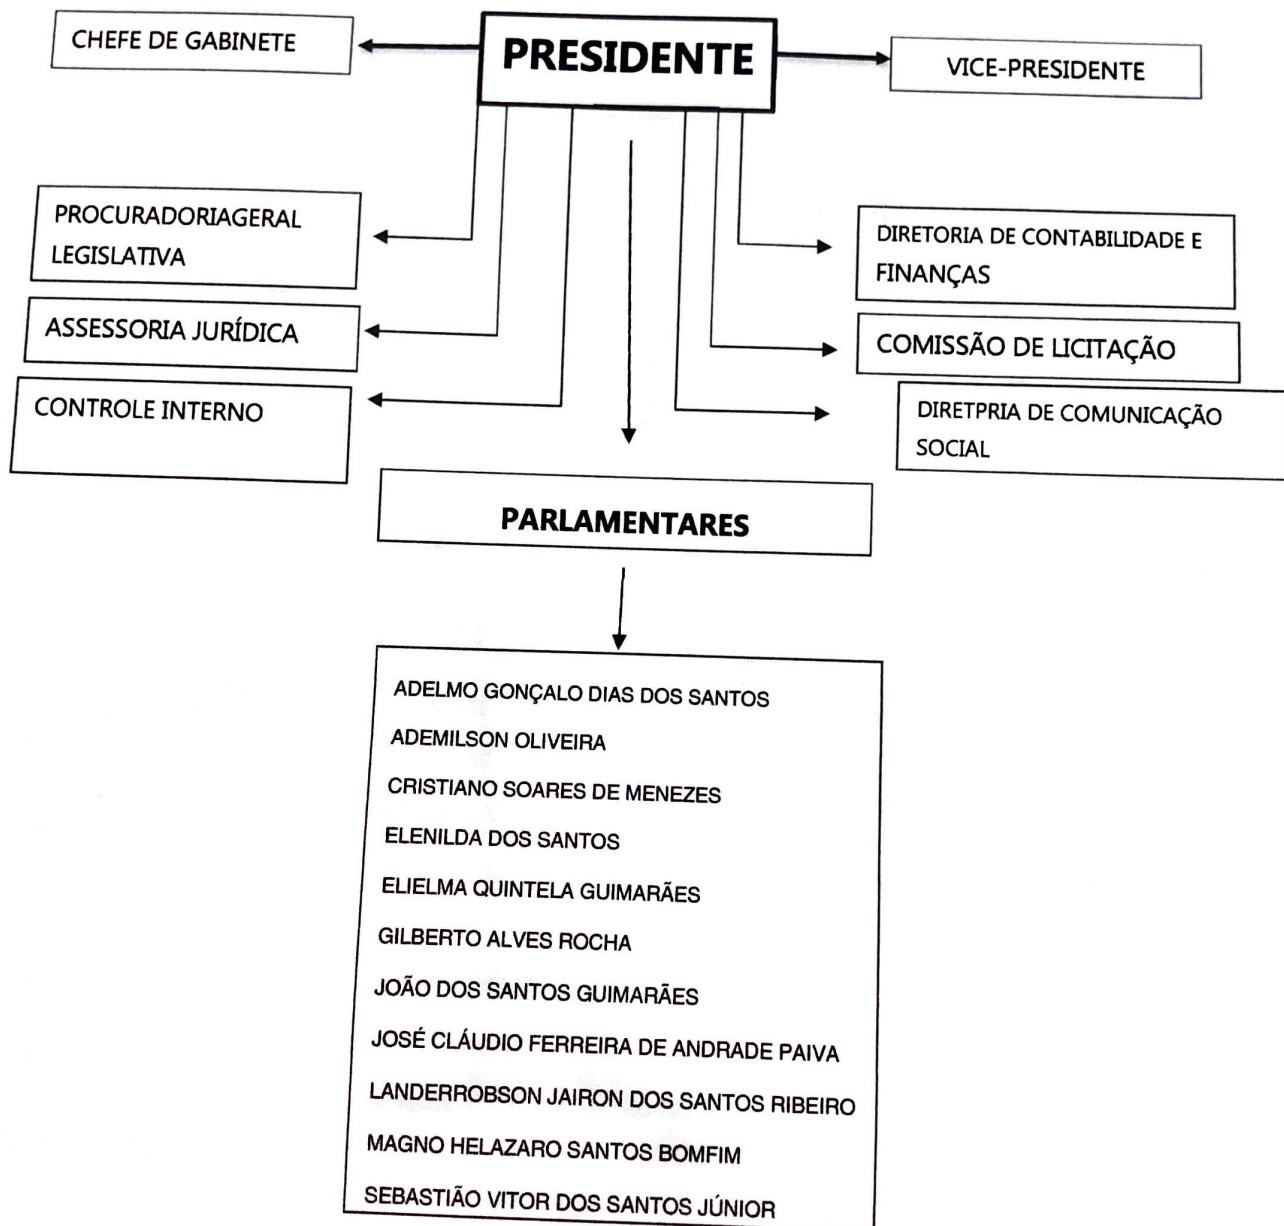 CHEFE DE GABINETE
PRESIDENTE
VICE-PRESIDENTE
PROCURADORIAGERAL
LEGISLATIVA
ASSESSORIA JURÍDICA
CONTROLE INTERNO
DIRETORIA DE CONTABILIDADE E
FINANÇAS
COMISSÃO DE LICITAÇÃO
DIRETPRIA DE COMUNICAÇÃO
SOCIAL
PARLAMENTARES
ADELMO GONÇALO DIAS DOS SANTOS
ADEMILSON OLIVEIRA
CRISTIANO SOARES DE MENEZES
ELENILDA DOS SANTOS
ELIELMA QUINTELA GUIMARÃES
GILBERTO ALVES ROCHA
JOÃO DOS SANTOS GUIMARÃES
JOSÉ CLÁUDIO FERREIRA DE ANDRADE PAIVA
LANDERROBSON JAIRON DOS SANTOS RIBEIRO
MAGNO HELAZARO SANTOS BOMFIM
SEBASTIÃO VITOR DOS SANTOS JÚNIOR